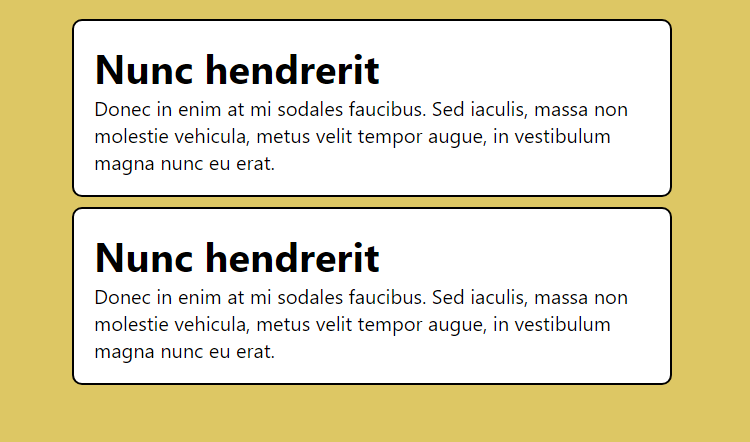 Nunc hendrerit
Donec in enim at mi sodales faucibus. Sed iaculis, massa non
molestie vehicula, metus velit tempor augue, in vestibulum
magna nunc eu erat.
Nunc hendrerit
Donec in enim at mi sodales faucibus. Sed iaculis, massa non
molestie vehicula, metus velit tempor augue, in vestibulum
magna nunc eu erat.